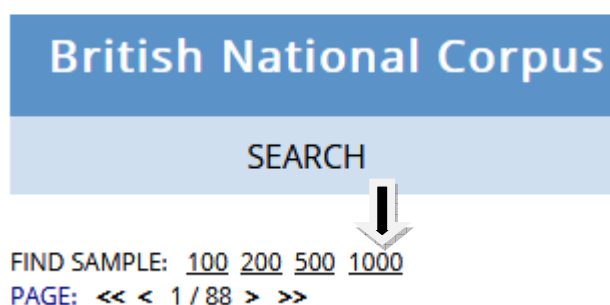 British National Corpus
SEARCH
FIND SAMPLE: 100 200 500 1000
PAGE: << < 1 / 88 > >>